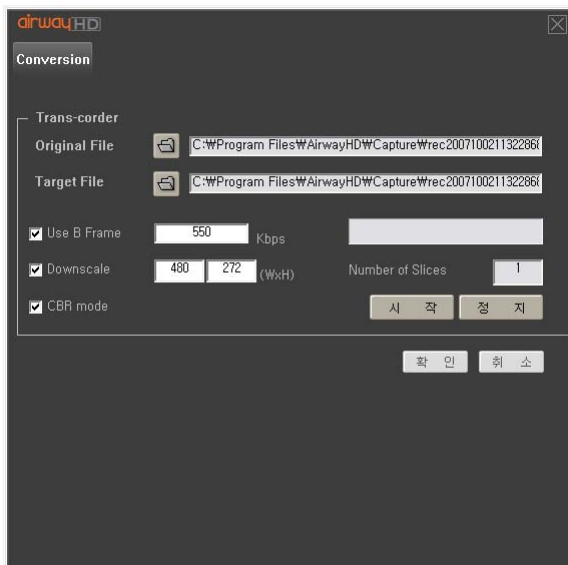 airwayHD
Conversion
Trans-corder
Original File C:₩Program Files₩AirwayHD₩Capture₩rec200710021132286
Target File C:₩Program Files₩AirwayHD₩Capture₩rec200710021132286
Use B Frame 550 Kbps
Downscale 480 272 (₩xH) Number of Slices 1
CBR mode 시 작 정 지
확 인 취 소